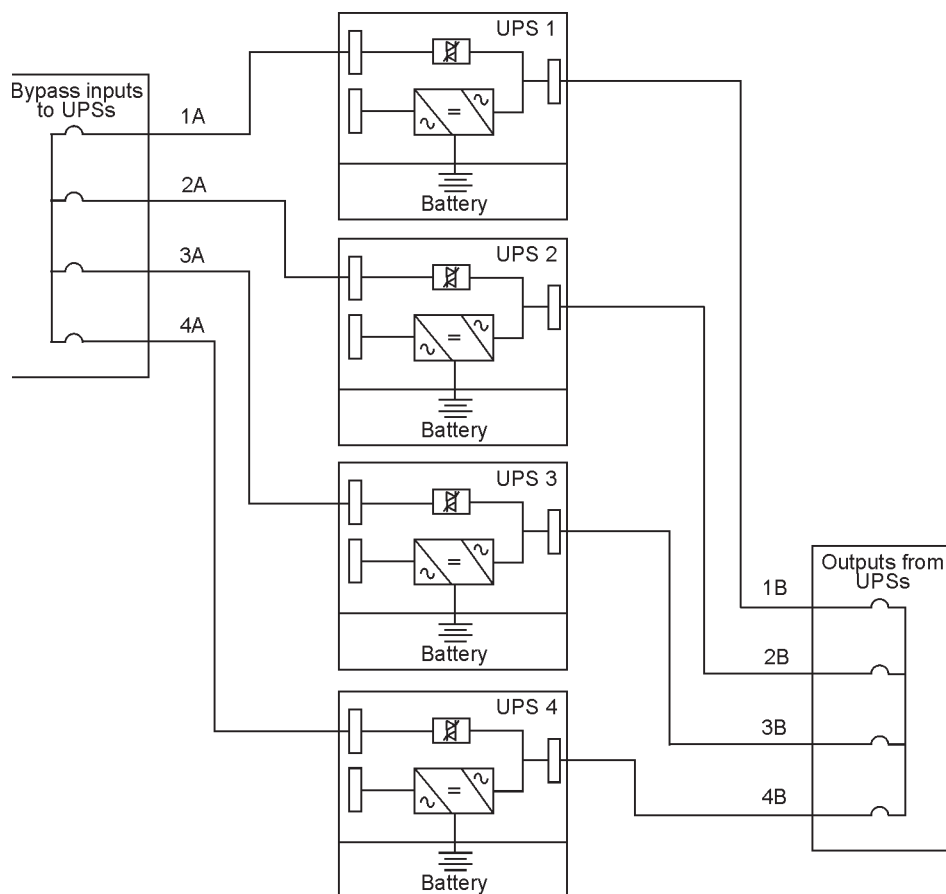 UPS 1
Bypass inputs
to UPSs
1A
Battery
2A
UPS 2
3A
4A
Battery
UPS 3
Outputs from
UPSs
1B
Battery
2B
UPS 4
3B
4B
Battery